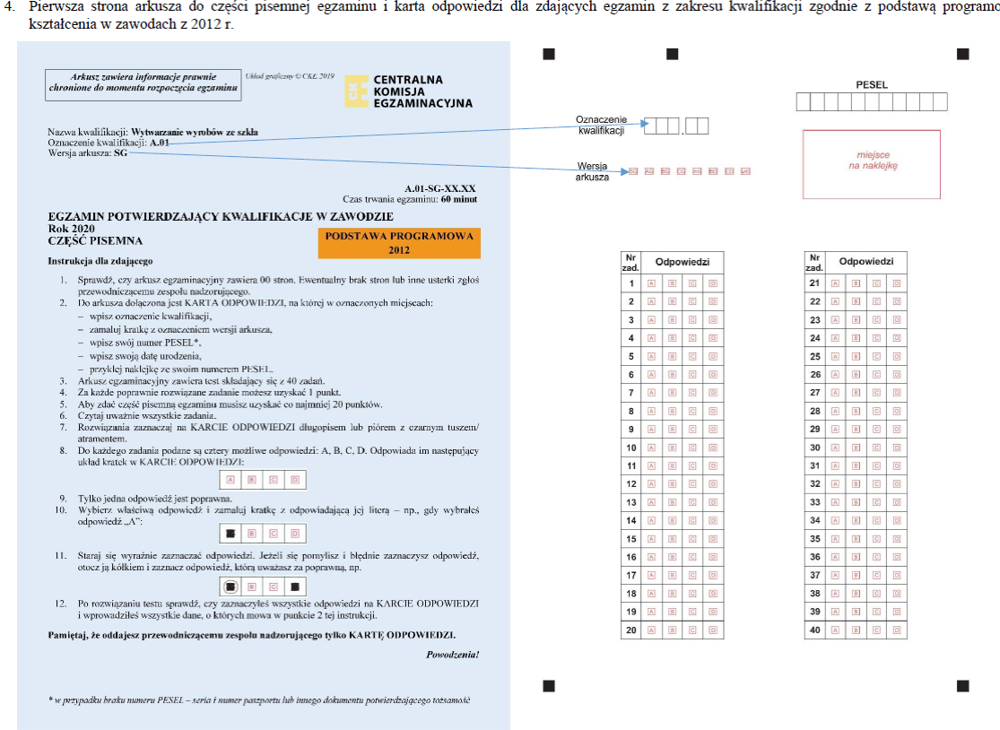 4. Pierwsza strona arkusza do części pisemnej egzaminu i karta odpowiedzi dla zdających egzamin z zakresu kwalifikacji zgodnie z podstawą programo
kształcenia w zawodach z 2012 r.
Arkusz zawiera informacje prawnie
chronione do momentu rozpoczęcia egzaminu
Układ graficzny © CKE 2019
CKE
CENTRALNA
KOMISJA
EGZAMINACYJNA
Nazwa kwalifikacji: Wytwarzanie wyrobów ze szkła
Oznaczenie kwalifikacji: A.01
Wersja arkusza: SG
A.01-SG-XX.XX
Czas trwania egzaminu: 60 minut
EGZAMIN POTWIERDZAJĄCY KWALIFIKACJE W ZAWODZIE
Rok 2020
CZĘŚĆ PISEMNA
PODSTAWA PROGRAMOWA
2012
Instrukcja dla zdającego
1. Sprawdź, czy arkusz egzaminacyjny zawiera 00 stron. Ewentualny brak stron lub inne usterki zgłoś
przewodniczącemu zespołu nadzorującego.
2. Do arkusza dołączona jest KARTA ODPOWIEDZI, na której w oznaczonych miejscach:
– wpisz oznaczenie kwalifikacji,
– zamaluj kratkę z oznaczeniem wersji arkusza,
– wpisz swój numer PESEL*,
– wpisz swoją datę urodzenia,
– przyklej naklejkę ze swoim numerem PESEL.
3. Arkusz egzaminacyjny zawiera test składający się z 40 zadań.
4. Za każde poprawnie rozwiązane zadanie możesz uzyskać 1 punkt.
5. Aby zdać część pisemną egzaminu musisz uzyskać co najmniej 20 punktów.
6. Czytaj uważnie wszystkie zadania.
7. Rozwiązania zaznaczaj na KARCIE ODPOWIEDZI długopisem lub piórem z czarnym tuszem/
atramentem.
8. Do każdego zadania podane są cztery możliwe odpowiedzi: A, B, C, D. Odpowiada im następujący
układ kratek w KARCIE ODPOWIEDZI:
A B C D
9. Tylko jedna odpowiedź jest poprawna.
10. Wybierz właściwą odpowiedź i zamaluj kratkę z odpowiadającą jej literą – np., gdy wybrałeś
odpowiedź „A”:
B C D
11. Staraj się wyraźnie zaznaczać odpowiedzi. Jeżeli się pomylisz i błędnie zaznaczysz odpowiedź,
otocz ją kółkiem i zaznacz odpowiedź, którą uważasz za poprawną, np.
B C
12. Po rozwiązaniu testu sprawdź, czy zaznaczyłeś wszystkie odpowiedzi na KARCIE ODPOWIEDZI
i wprowadziłeś wszystkie dane, o których mowa w punkcie 2 tej instrukcji.
Pamiętaj, że oddajesz przewodniczącemu zespołu nadzorującego tylko KARTĘ ODPOWIEDZI.
Powodzenia!
* w przypadku braku numeru PESEL – seria i numer paszportu lub innego dokumentu potwierdzającego tożsamość
PESEL
Oznaczenie
kwalifikacji
.
miejsce
na naklejkę
Wersja
arkusza
SG AG BG CG
Nr
zad.
Odpowiedzi
1 A B C D
2 A B C D
3 A B C D
4 A B C D
5 A B C D
6 A B C D
7 A B C D
8 A B C D
9 A B C D
10 A B C D
11 A B C D
12 A B C D
13 A B C D
14 A B C D
15 A B C D
16 A B C D
17 A B C D
18 A B C D
19 A B C D
20 A B C D
Nr
zad.
Odpowiedzi
21 A B C D
22 A B C D
23 A B C D
24 A B C D
25 A B C D
26 A B C D
27 A B C D
28 A B C D
29 A B C D
30 A B C D
31 A B C D
32 A B C D
33 A B C D
34 A B C D
35 A B C D
36 A B C D
37 A B C D
38 A B C D
39 A B C D
40 A B C D